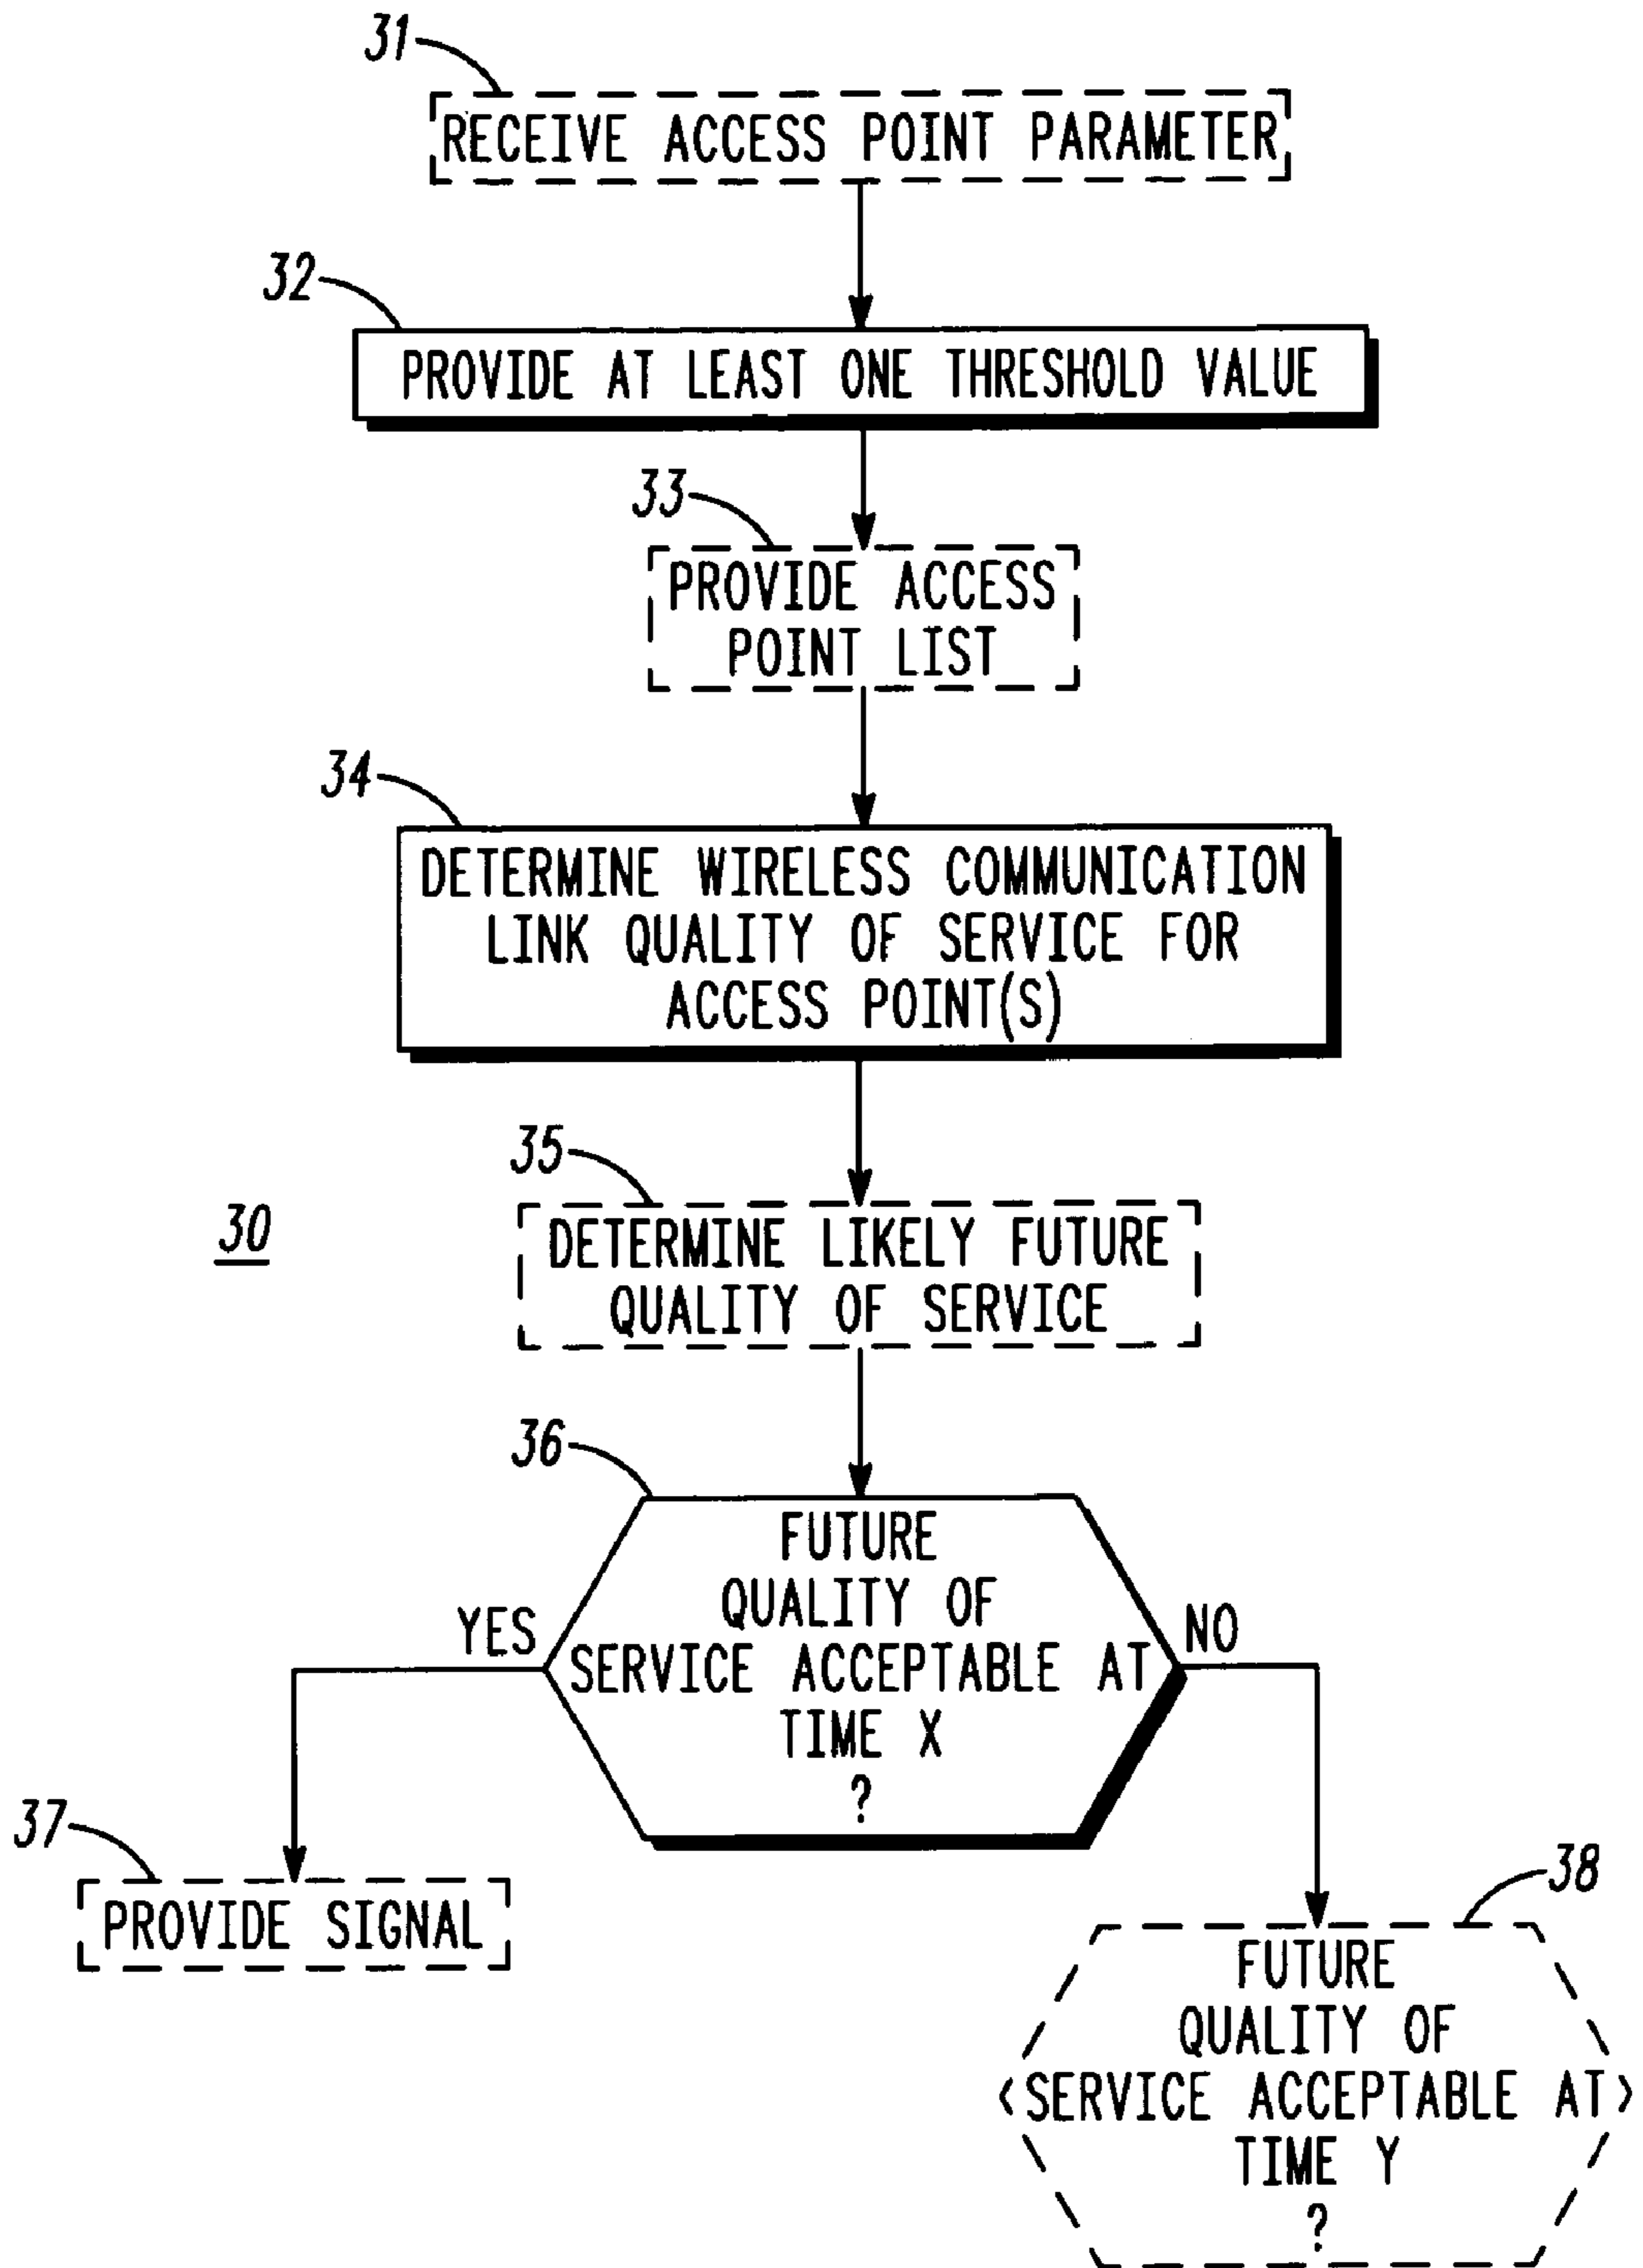 31
RECEIVE ACCESS POINT PARAMETER
32
PROVIDE AT LEAST ONE THRESHOLD VALUE
33
PROVIDE ACCESS
POINT LIST
34
DETERMINE WIRELESS COMMUNICATION
LINK QUALITY OF SERVICE FOR
ACCESS POINT(S)
35
30
DETERMINE LIKELY FUTURE
QUALITY OF SERVICE
36
FUTURE
QUALITY OF
SERVICE ACCEPTABLE AT
TIME X
?
YES
NO
37
PROVIDE SIGNAL
38
FUTURE
QUALITY OF
SERVICE ACCEPTABLE AT
TIME Y
?